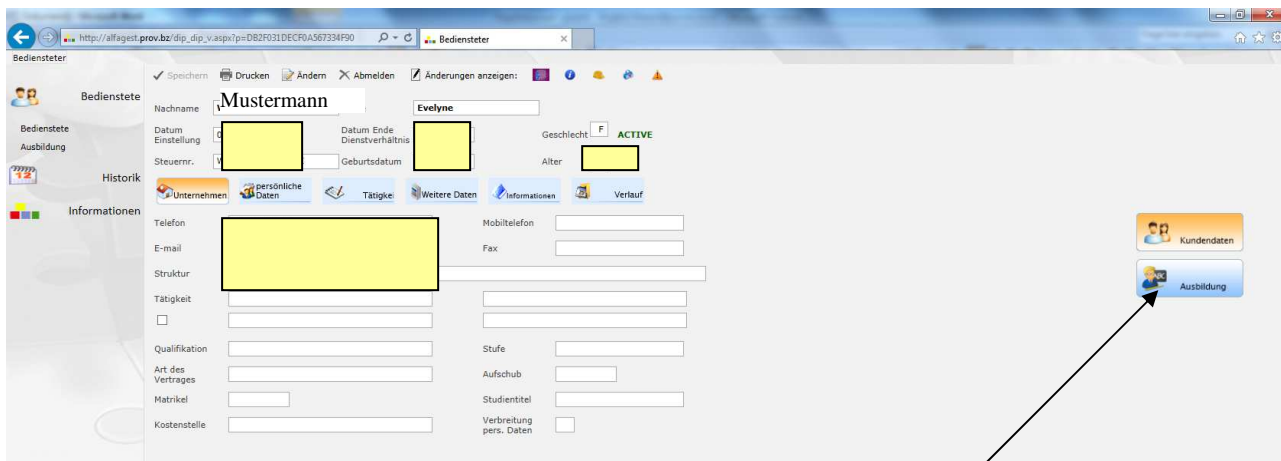 http://alfagest.prov.bz/dip_dip_v.aspx?p=DB2F031DECF0A567334F90
Bediensteter
Bediensteter
Speichern Drucken Ändern Abmelden Änderungen anzeigen:
Bedienstete
Nachname Mustermann Evelyne
Bedienstete
Ausbildung
Datum Einstellung 0 Datum Ende Dienstverhältnis Geschlecht F ACTIVE
Steuernr. Geburtsdatum Alter
Historik
12
Unternehmen persönliche Daten Tätigkei Weitere Daten Informationen Verlauf
Informationen
Telefon Mobiltelefon
E-mail Fax
Struktur
Tätigkeit
Qualifikation Stufe
Art des Vertrages Aufschub
Matrikel Studientitel
Kostenstelle Verbreitung pers. Daten
Kundendaten
Ausbildung